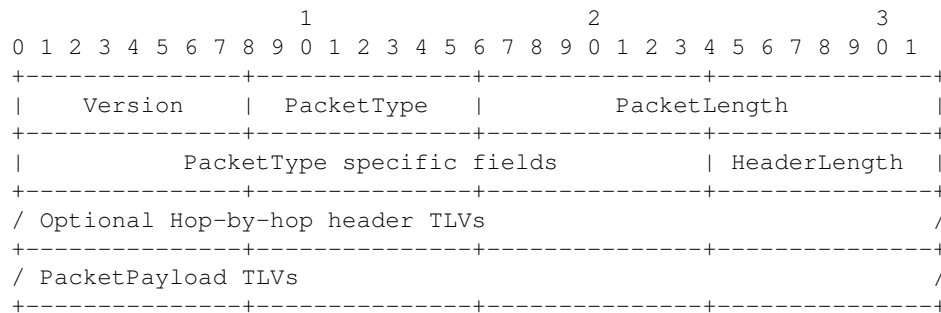 1                   2                   3
0 1 2 3 4 5 6 7 8 9 0 1 2 3 4 5 6 7 8 9 0 1 2 3 4 5 6 7 8 9 0 1
+---------------+---------------+---------------+---------------+
|    Version    |  PacketType   |         PacketLength          |
+---------------+---------------+---------------+---------------+
|           PacketType specific fields          | HeaderLength  |
+---------------+---------------+---------------+---------------+
/ Optional Hop-by-hop header TLVs                               /
+---------------+---------------+---------------+---------------+
/ PacketPayload TLVs                                            /
+---------------+---------------+---------------+---------------+